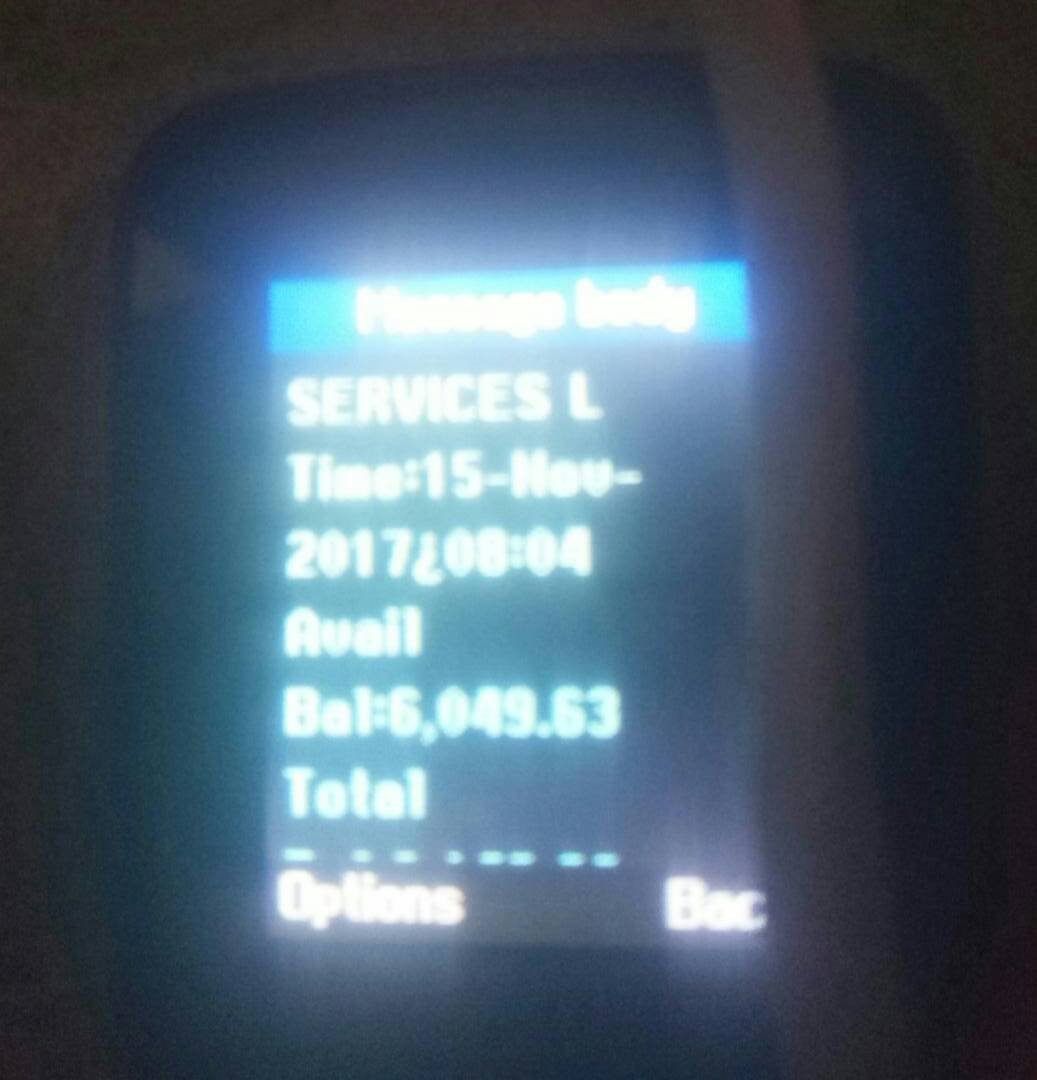 Message body
SERVICES L
Time:15-Nov-
2017¿08:04
Avail
Bal:6,049.63
Total
Options Bac